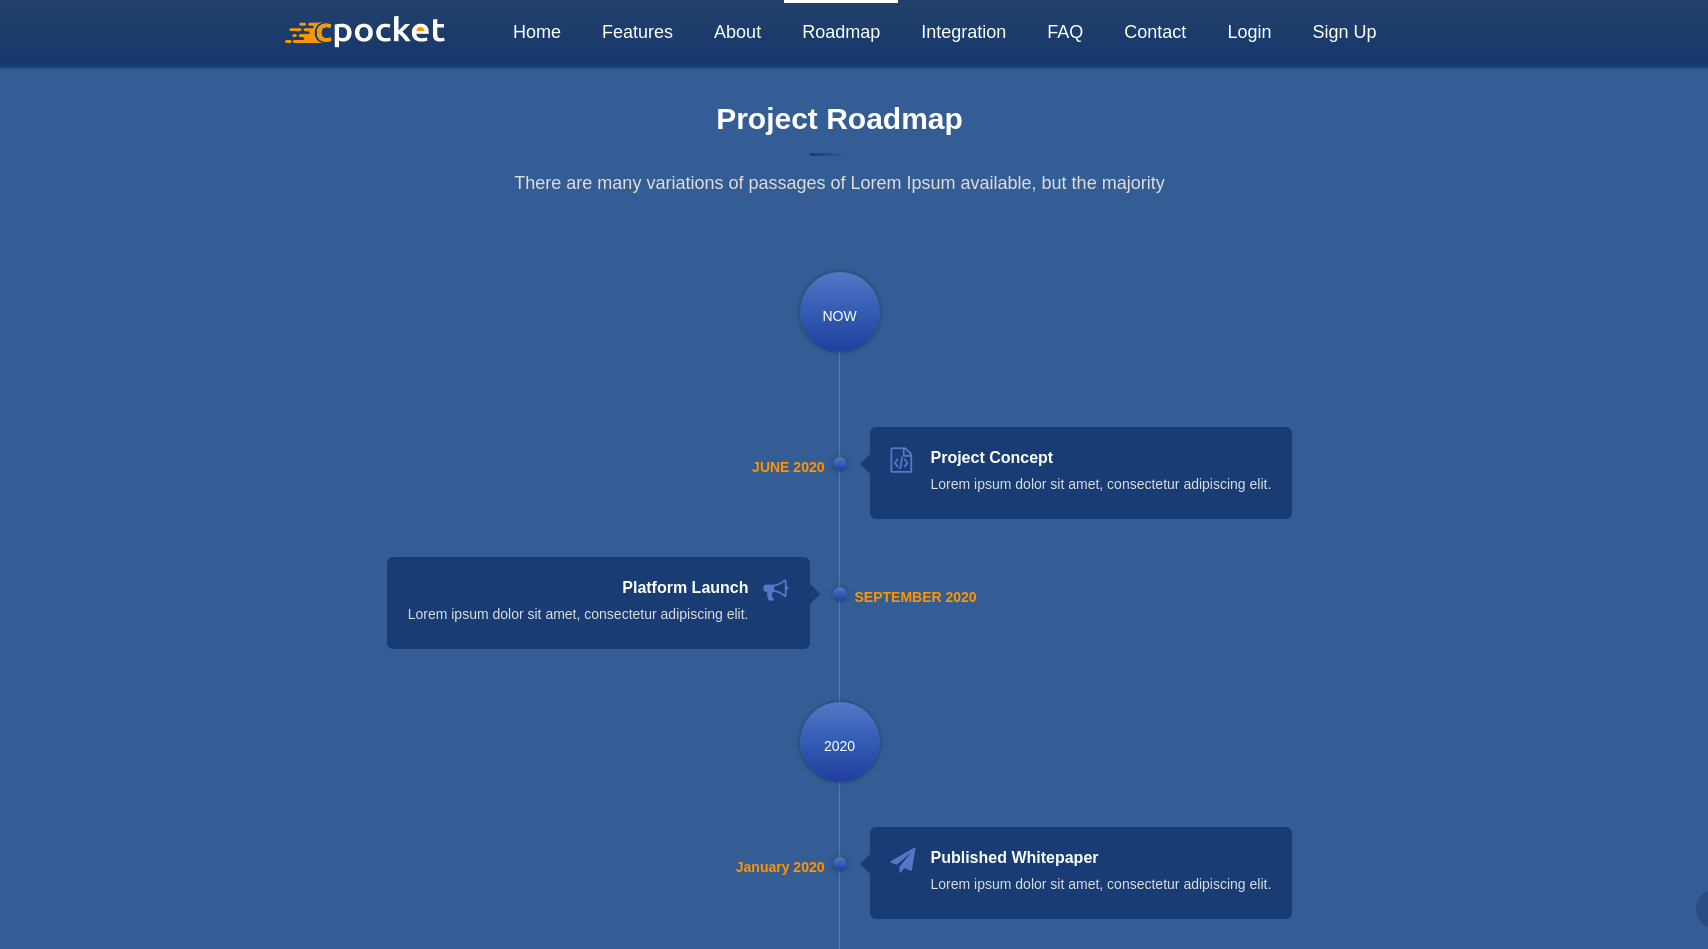 cpocket
Home Features About Roadmap Integration FAQ Contact Login Sign Up
Project Roadmap
There are many variations of passages of Lorem Ipsum available, but the majority
NOW
JUNE 2020
Project Concept
Lorem ipsum dolor sit amet, consectetur adipiscing elit.
Platform Launch
Lorem ipsum dolor sit amet, consectetur adipiscing elit.
SEPTEMBER 2020
2020
January 2020
Published Whitepaper
Lorem ipsum dolor sit amet, consectetur adipiscing elit.